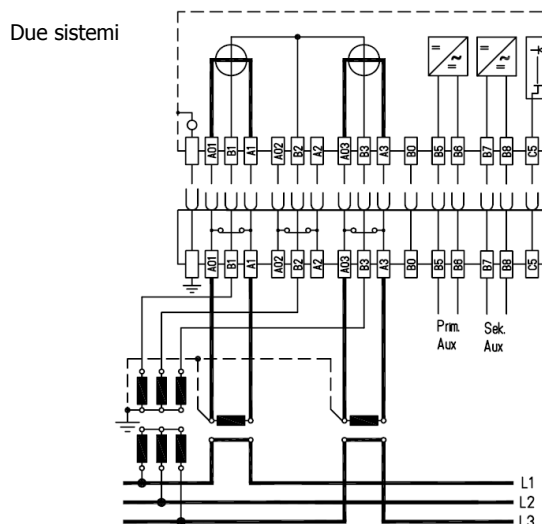 Due sistemi
A01 B1 A1 A02 B2 A2 A03 B3 A3 B0 B5 B6 B7 B8 C5
A01 B1 A1 A02 B2 A2 A03 B3 A3 B0 B5 B6 B7 B8 C5
Prim. Sek.
Aux Aux
L1
L2
L3